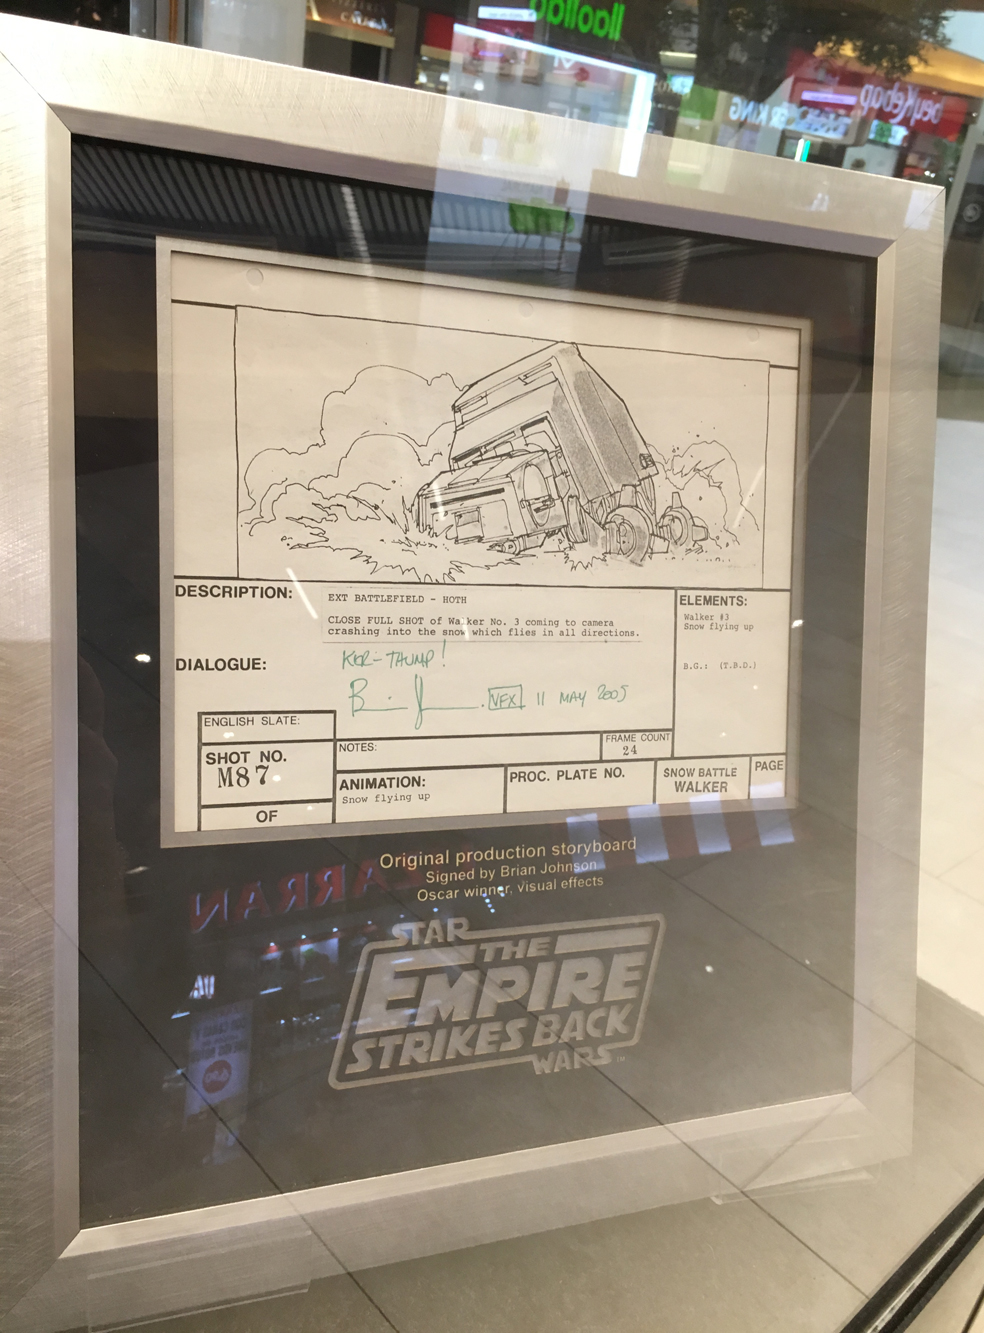 DESCRIPTION:
EXT BATTLEFIELD - HOTH
CLOSE FULL SHOT of Walker No. 3 coming to camera
crashing into the snow which flies in all directions.
ELEMENTS:
Walker #3
Snow flying up
B.G.: (T.B.D.)
DIALOGUE:
KER-THUMP!
VFX 11 MAY 2005
ENGLISH SLATE:
SHOT NO.
M87
OF
NOTES:
FRAME COUNT
24
ANIMATION:
Snow flying up
PROC. PLATE NO.
SNOW BATTLE
WALKER
PAGE
Original production storyboard
Signed by Brian Johnson
Oscar winner, visual effects
STAR
THE
EMPIRE
STRIKES BACK
WARS